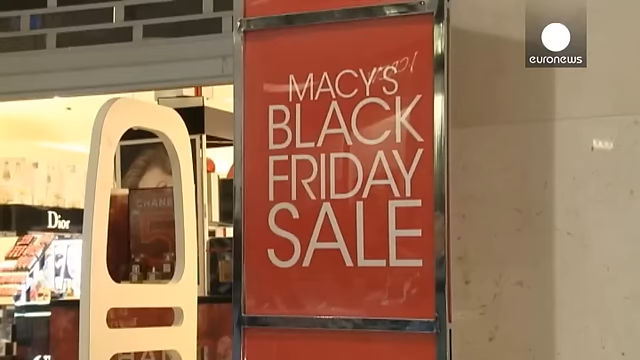 euronews
MACY'S
BLACK
FRIDAY
SALE
Dior
CHANEL